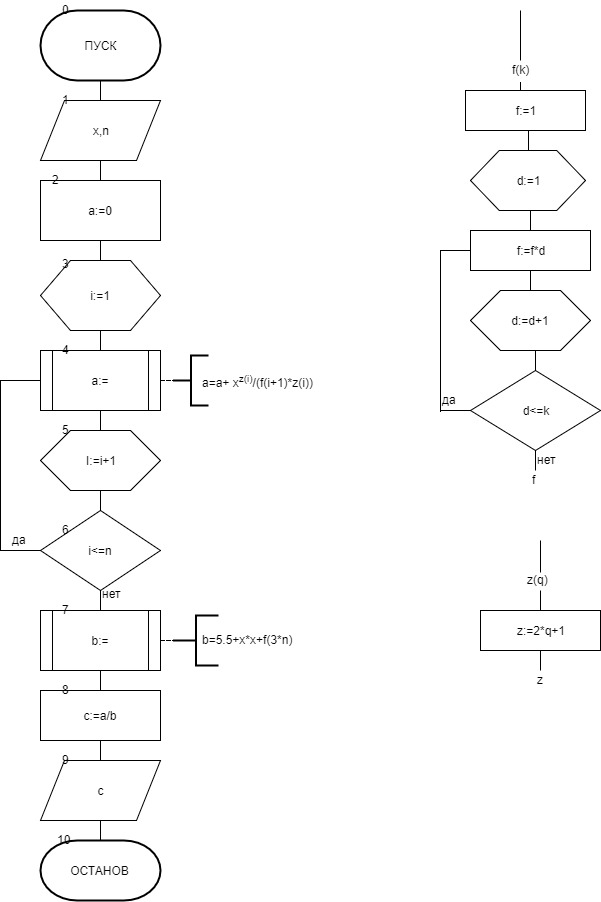 0
ПУСК
1
x,n
2
a:=0
3
i:=1
4
a:=
a=a+ x^z(i)/(f(i+1)*z(i))
5
I:=i+1
6
i<=n
да
нет
7
b:=
b=5.5+x*x+f(3*n)
8
c:=a/b
9
c
10
ОСТАНОВ
f(k)
f:=1
d:=1
f:=f*d
d:=d+1
d<=k
да
нет
f
z(q)
z:=2*q+1
z